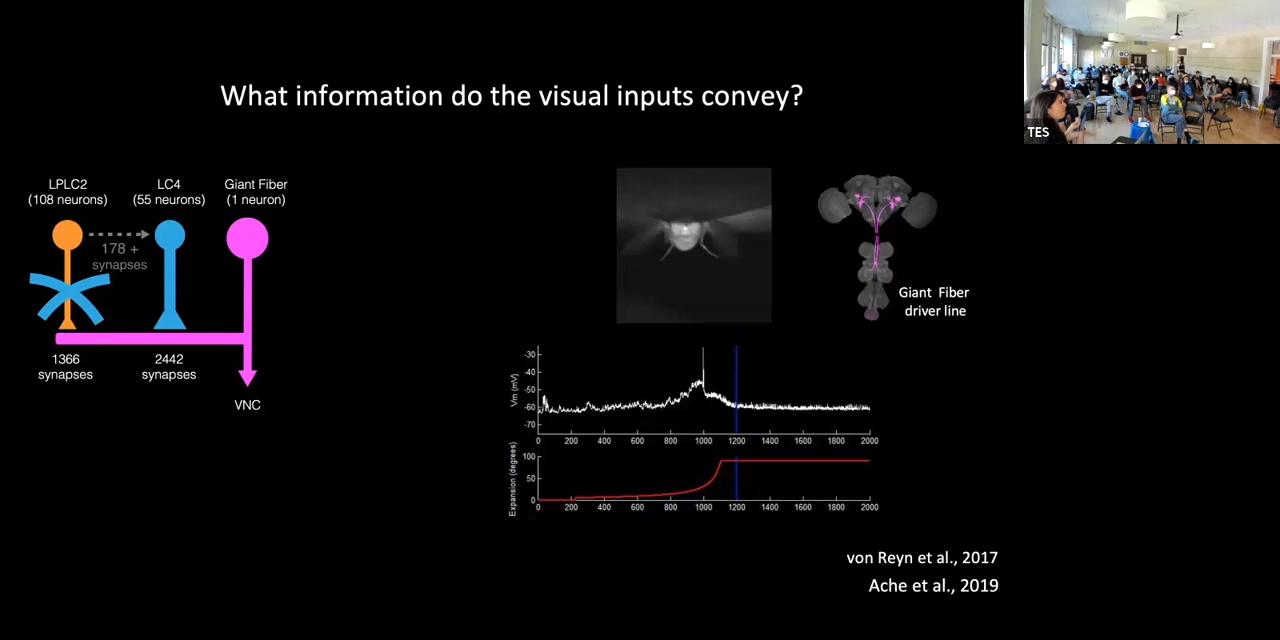 What information do the visual inputs convey?
TES
LPLC2
(108 neurons)
LC4
(55 neurons)
Giant Fiber
(1 neuron)
178 +
synapses
1366
synapses
2442
synapses
VNC
Giant Fiber
driver line
Vm (mV)
-30
-40
-50
-60
-70
0 200 400 600 800 1000 1200 1400 1600 1800 2000
Expansion (degrees)
100
50
0
0 200 400 600 800 1000 1200 1400 1600 1800 2000
von Reyn et al., 2017
Ache et al., 2019